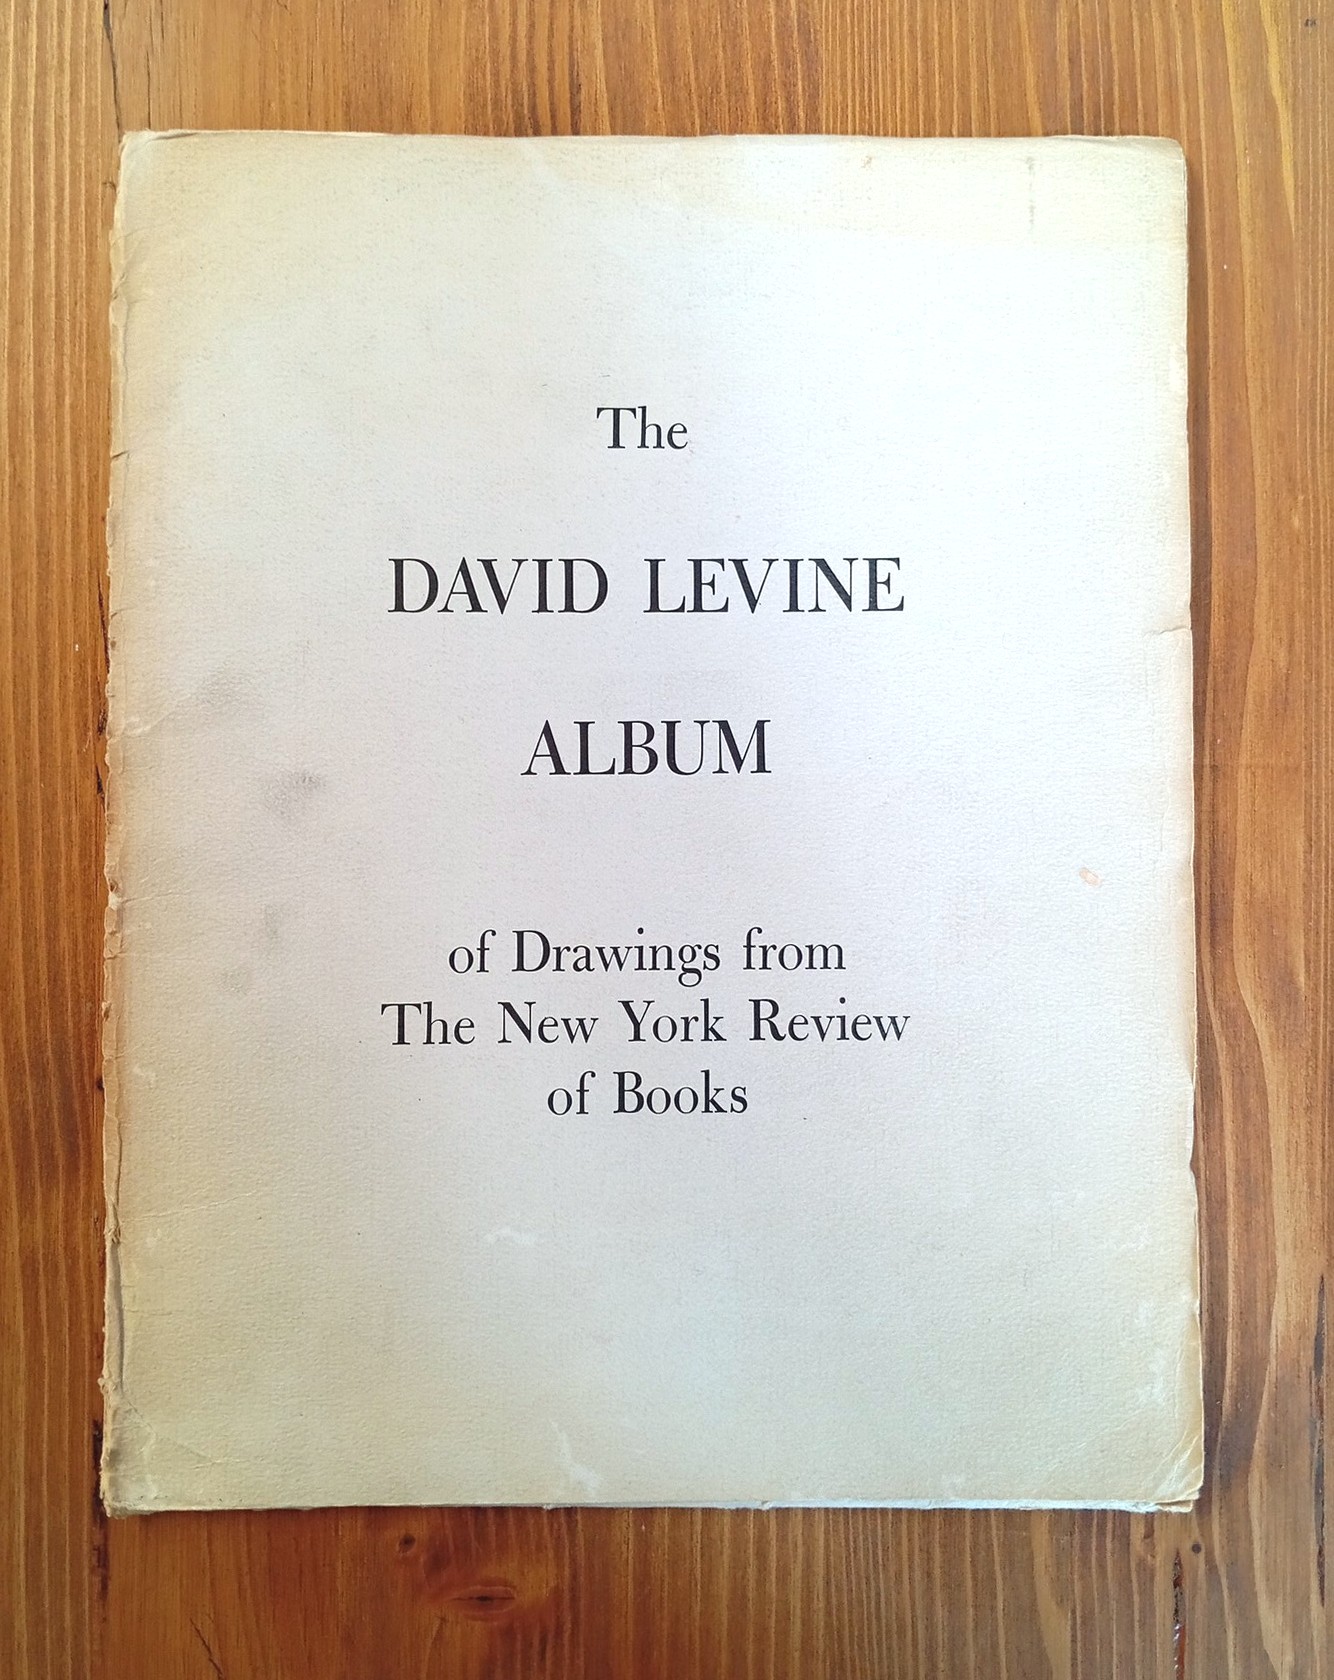 The
DAVID LEVINE
ALBUM
of Drawings from
The New York Review
of Books